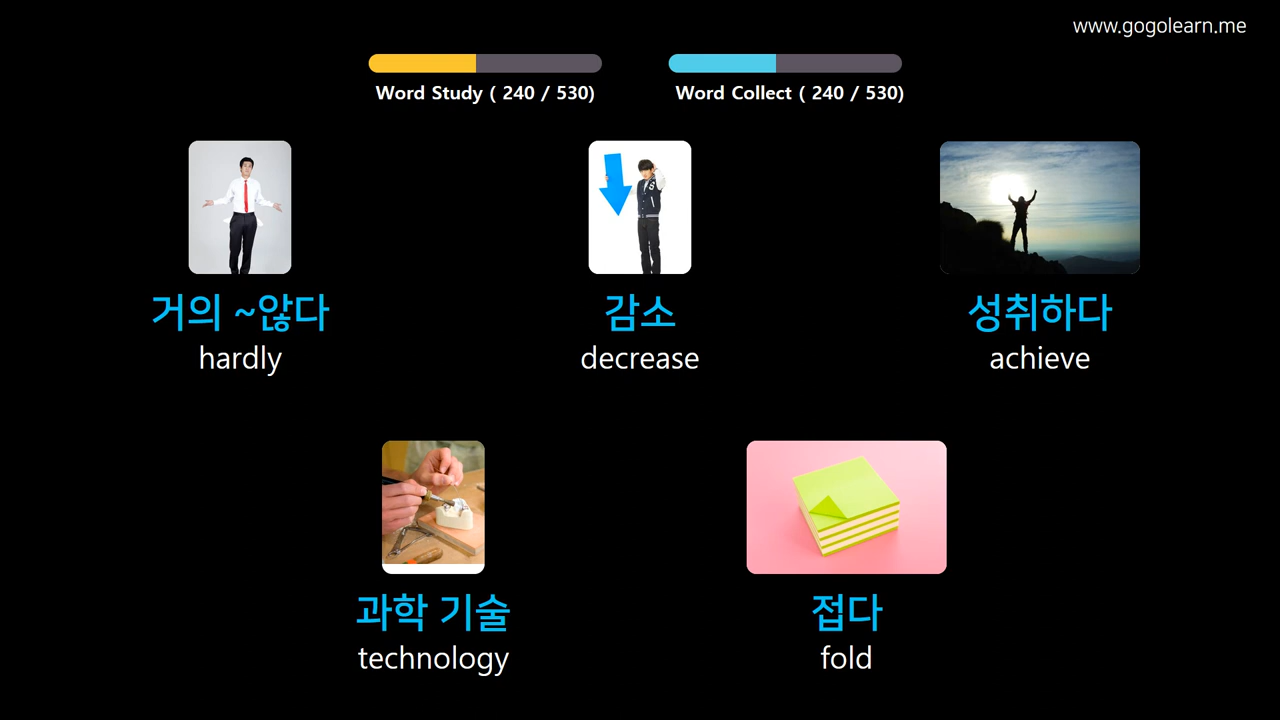 www.gogolearn.me
Word Study ( 240 / 530)
Word Collect ( 240 / 530)
거의 ~않다
hardly
감소
decrease
성취하다
achieve
과학 기술
technology
접다
fold